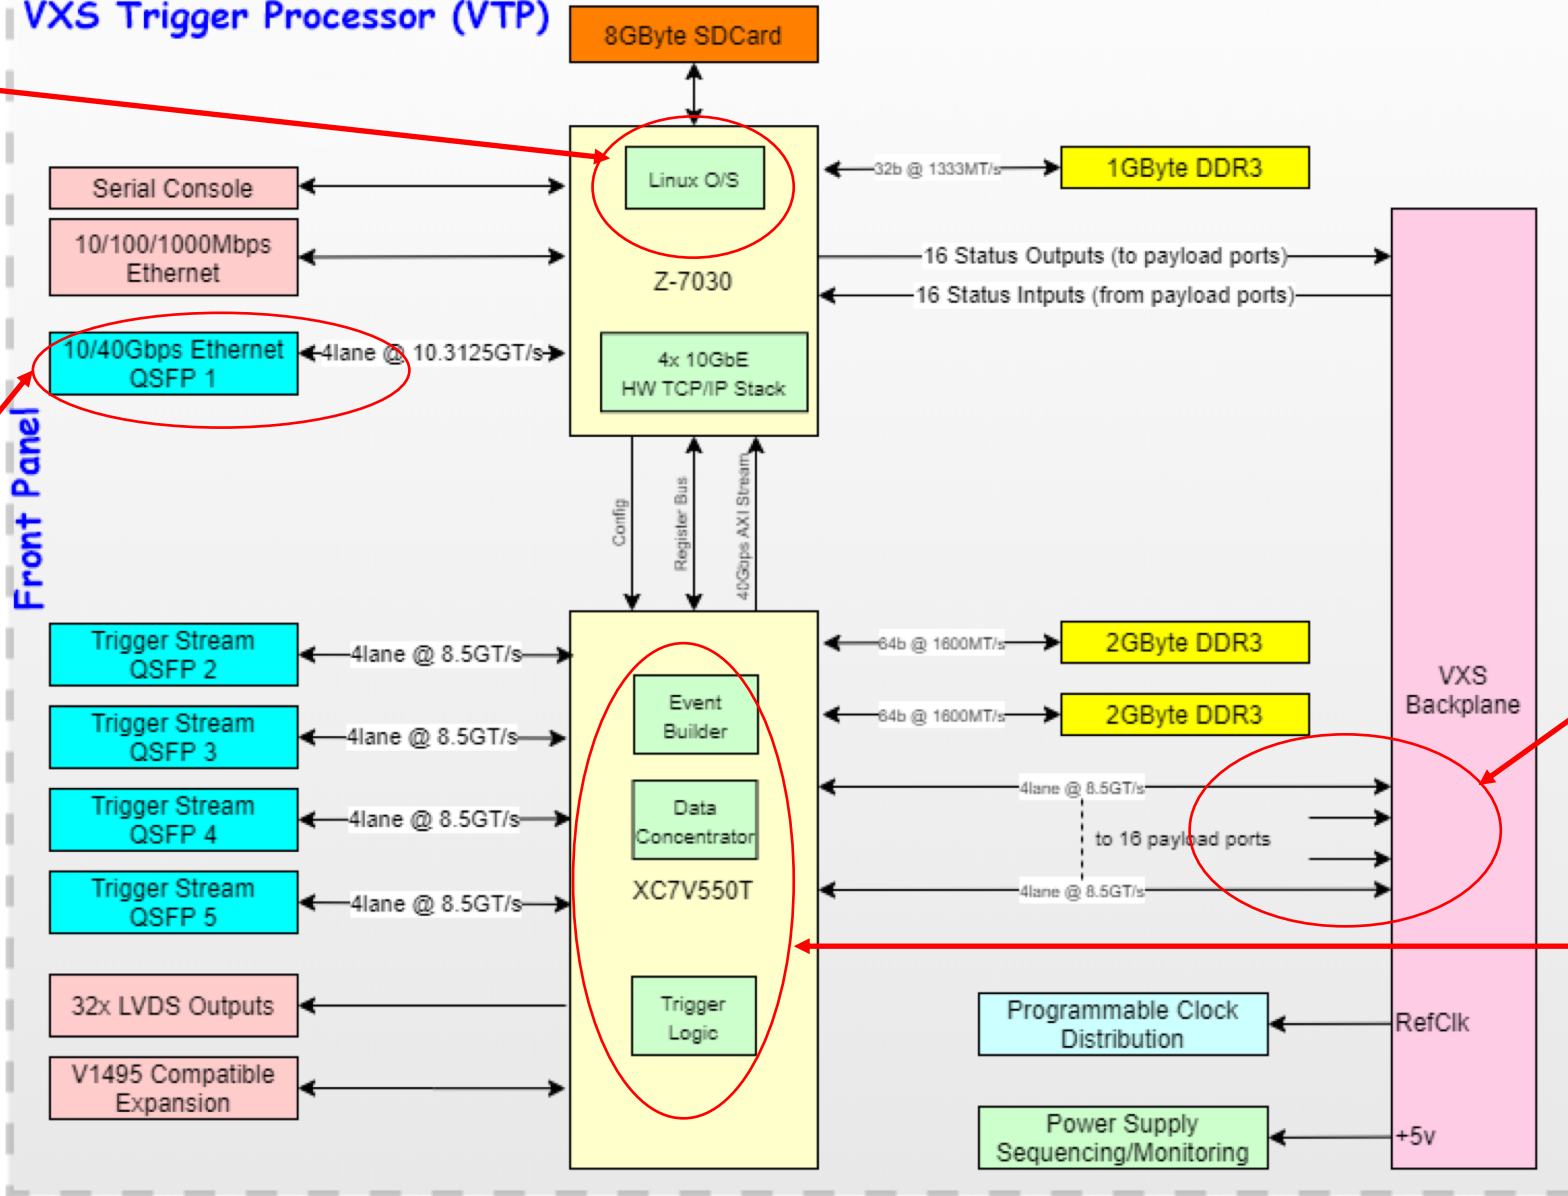 VXS Trigger Processor (VTP)
8GByte SDCard
Linux O/S
Z-7030
4x 10GbE
HW TCP/IP Stack
Serial Console
10/100/1000Mbps
Ethernet
10/40Gbps Ethernet
QSFP 1
4lane @ 10.3125GT/s
32b @ 1333MT/s
1GByte DDR3
16 Status Outputs (to payload ports)
16 Status Intputs (from payload ports)
Front Panel
Config
Register Bus
40Gbps AXI Stream
Trigger Stream
QSFP 2
4lane @ 8.5GT/s
Trigger Stream
QSFP 3
4lane @ 8.5GT/s
Trigger Stream
QSFP 4
4lane @ 8.5GT/s
Trigger Stream
QSFP 5
4lane @ 8.5GT/s
32x LVDS Outputs
V1495 Compatible
Expansion
Event
Builder
Data
Concentrator
XC7V550T
Trigger
Logic
64b @ 1600MT/s
2GByte DDR3
64b @ 1600MT/s
2GByte DDR3
4lane @ 8.5GT/s
to 16 payload ports
4lane @ 8.5GT/s
VXS
Backplane
Programmable Clock
Distribution
RefClk
Power Supply
Sequencing/Monitoring
+5v